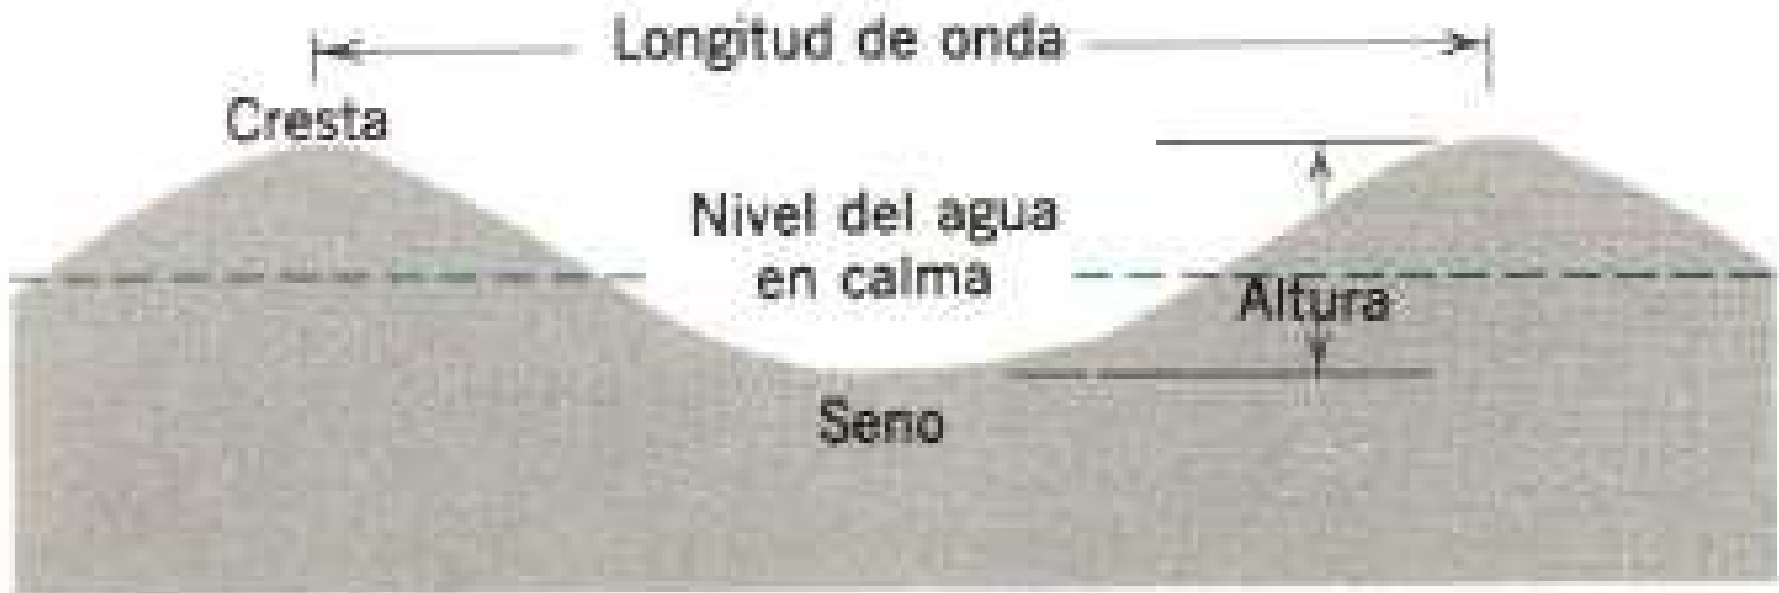 Longitud de onda
Cresta
Nivel del agua
en calma
Altura
Seno